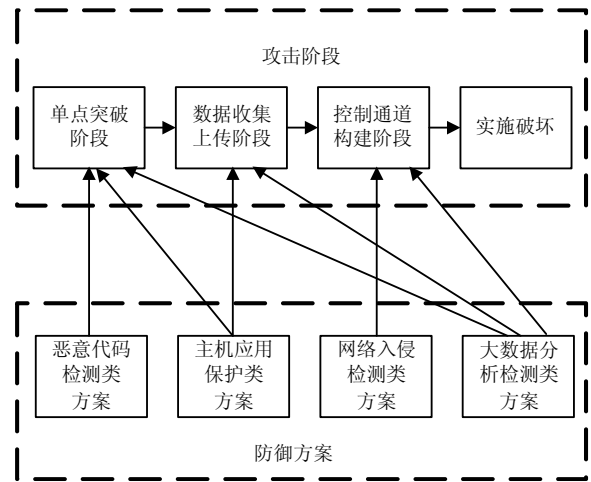 攻击阶段
单点突破
阶段
数据收集
上传阶段
控制通道
构建阶段
实施破坏
恶意代码
检测类
方案
主机应用
保护类
方案
网络入侵
检测类
方案
大数据分
析检测类
方案
防御方案